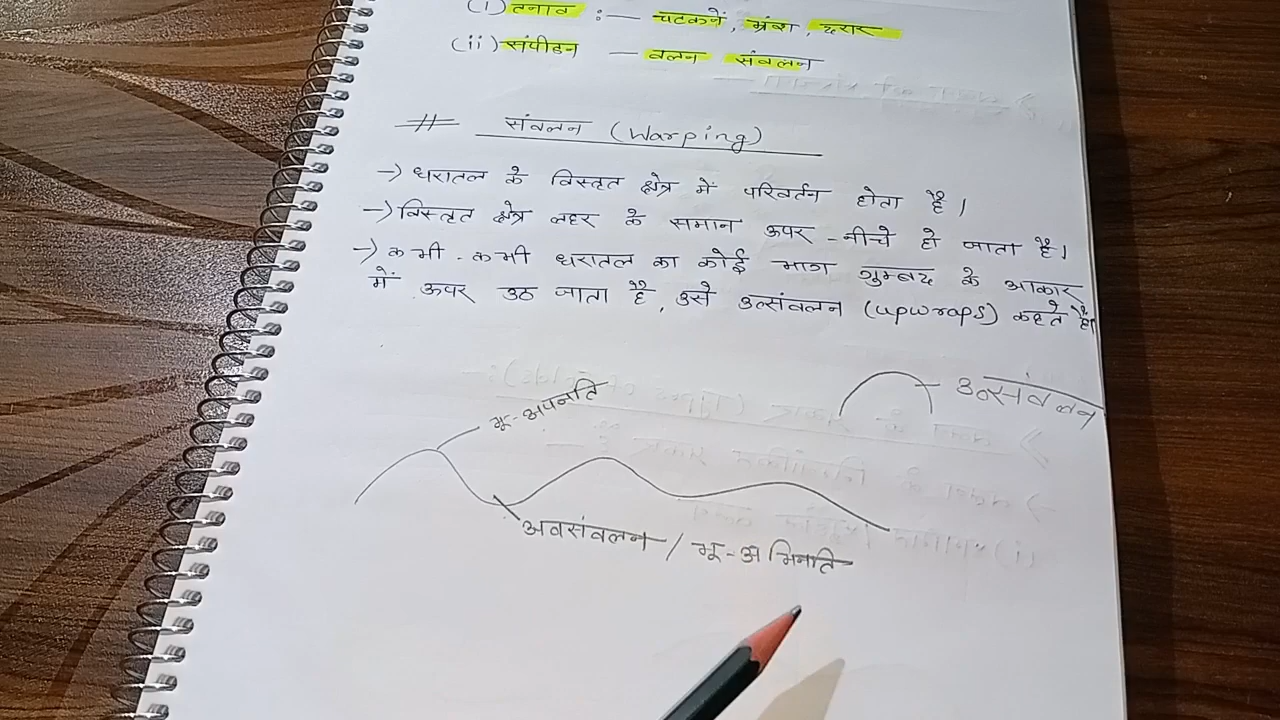 (i) तनाव :— चटकनें, भ्रंश, दरार
(ii) संपीडन — वलन संवलन
# संवलन (Warping)
→ धरातल के विस्तृत क्षेत्र में परिवर्तन होता है।
→ विस्तृत क्षेत्र लहर के समान ऊपर - नीचे हो जाता है।
→ कभी - कभी धरातल का कोई भाग गुम्बद के आकार
में ऊपर उठ जाता है, उसे उत्संवलन (upwraps) कहते हैं।
उत्संवलन
भू-अपनति
अवसंवलन / भू-अभिनति